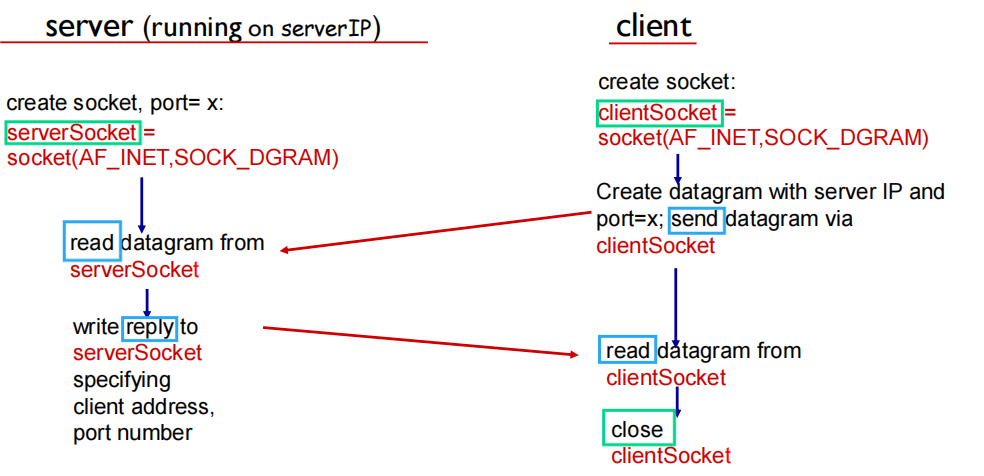 server (running on serverIP)
create socket, port= x:
serverSocket =
socket(AF_INET,SOCK_DGRAM)
read datagram from
serverSocket
write reply to
serverSocket
specifying
client address,
port number
client
create socket:
clientSocket =
socket(AF_INET,SOCK_DGRAM)
Create datagram with server IP and
port=x; send datagram via
clientSocket
read datagram from
clientSocket
close
clientSocket